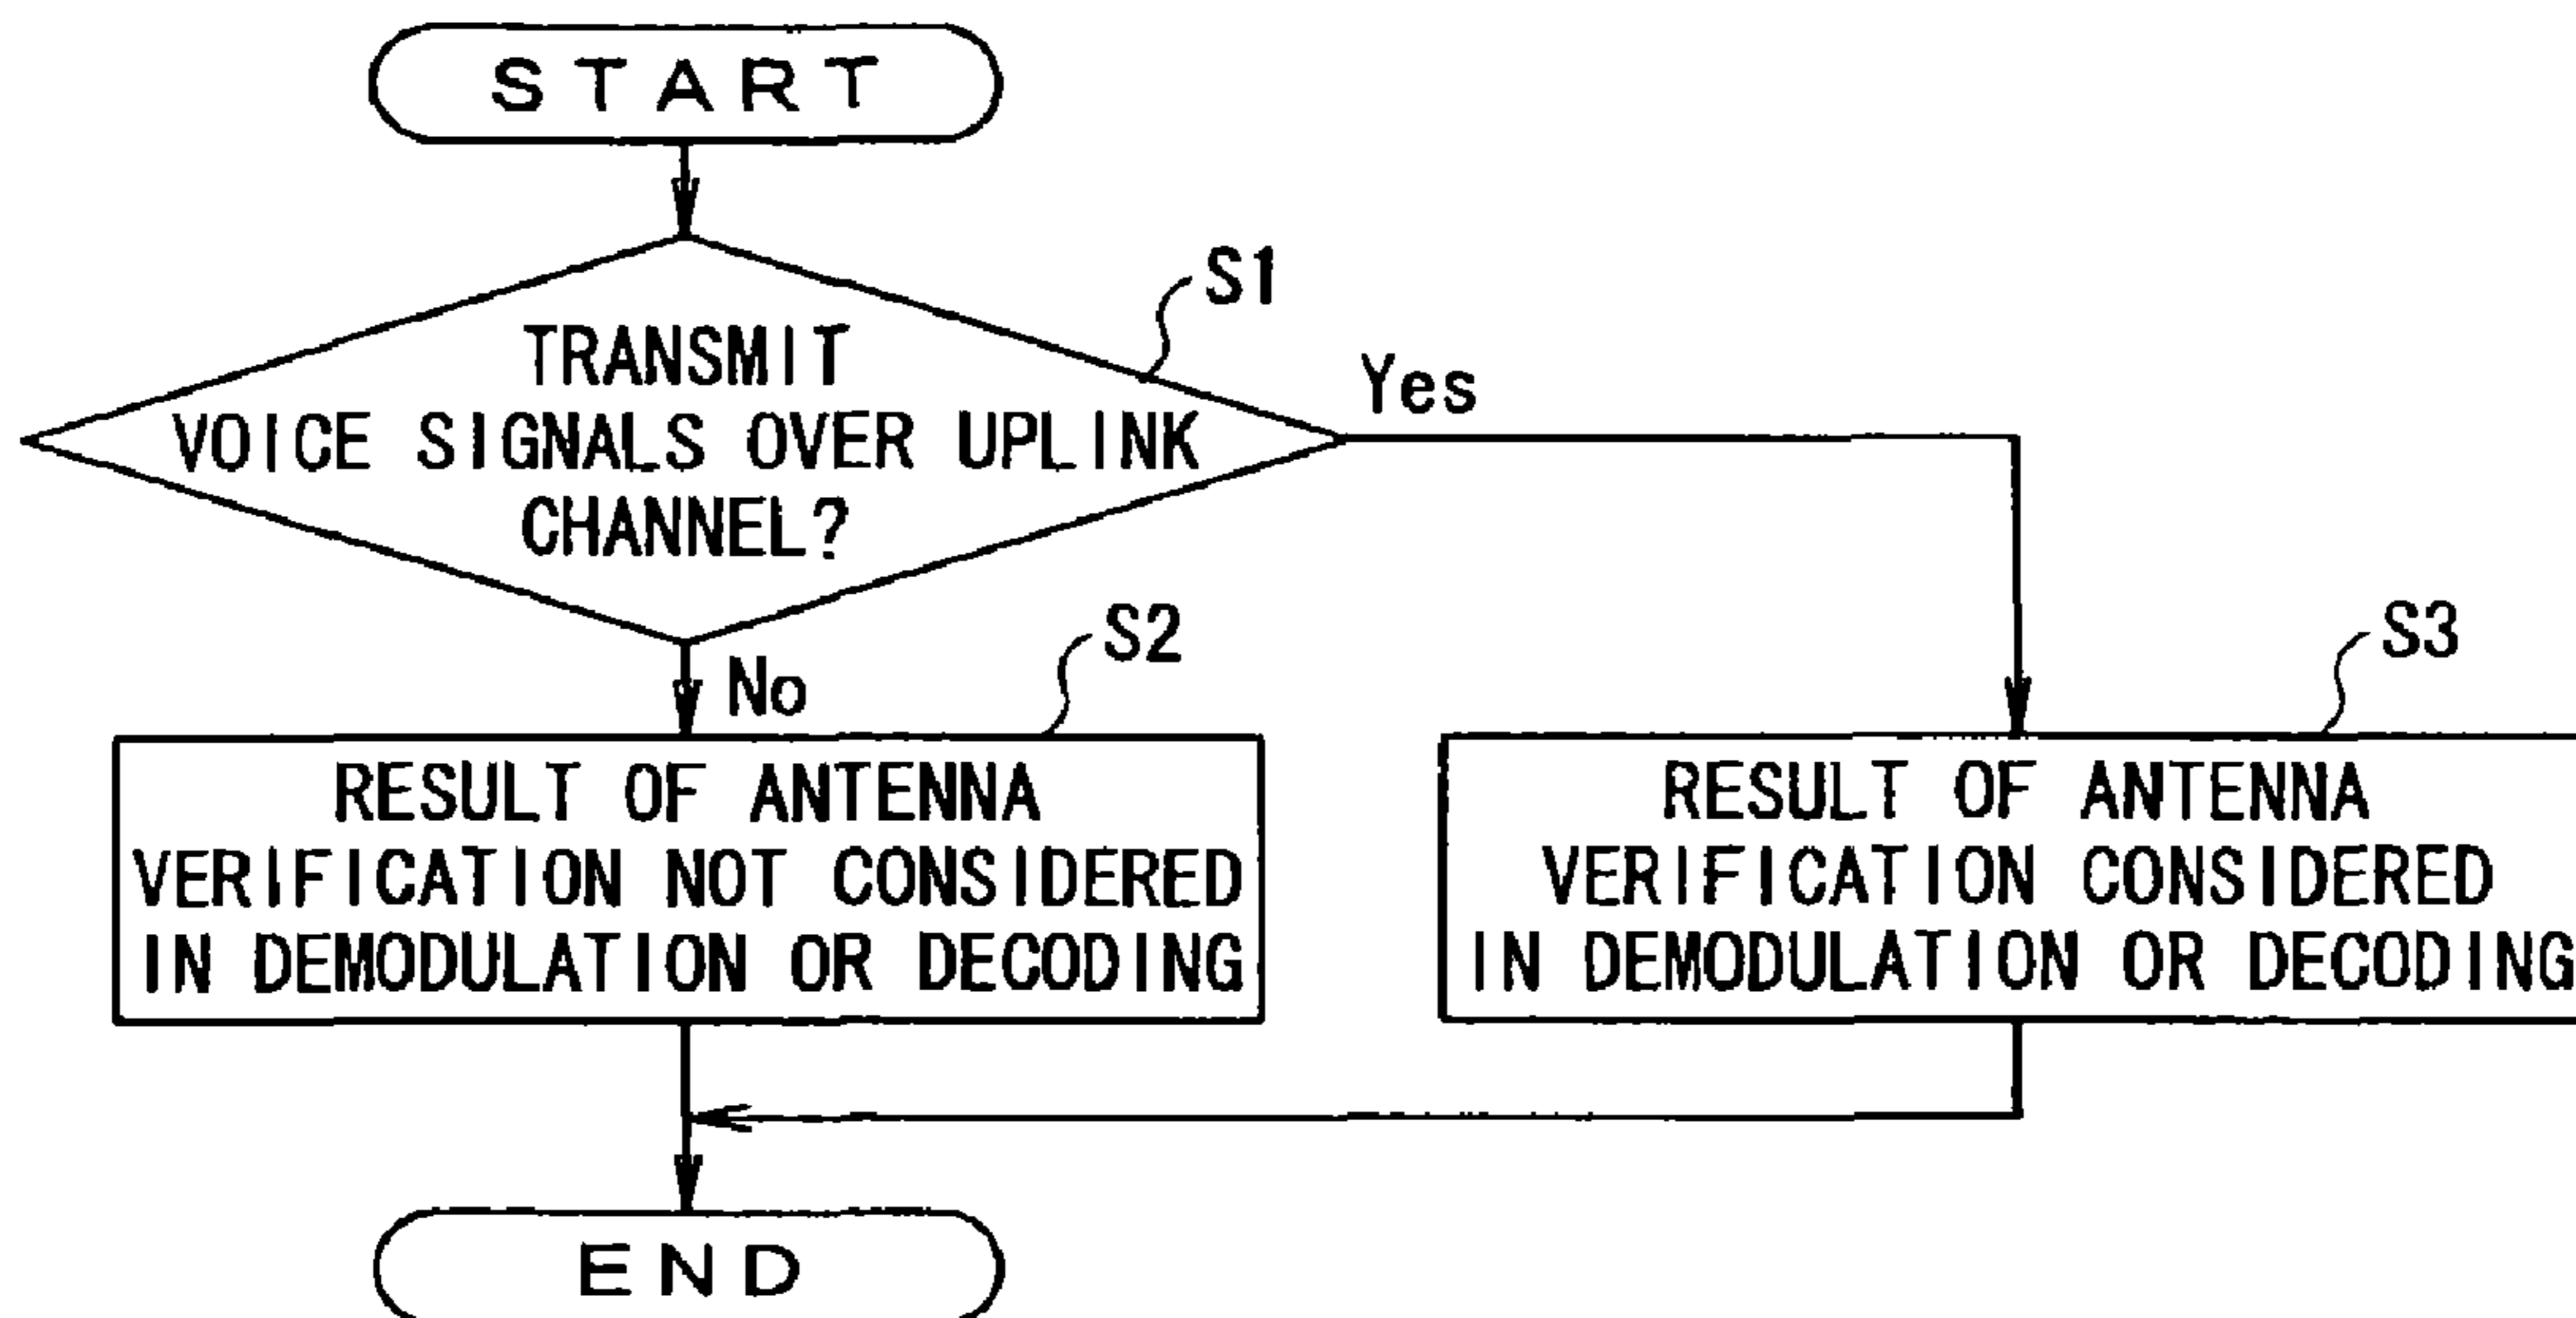 START
S1
TRANSMIT
VOICE SIGNALS OVER UPLINK
CHANNEL?
Yes
No
S2
RESULT OF ANTENNA
VERIFICATION NOT CONSIDERED
IN DEMODULATION OR DECODING
S3
RESULT OF ANTENNA
VERIFICATION CONSIDERED
IN DEMODULATION OR DECODING
END